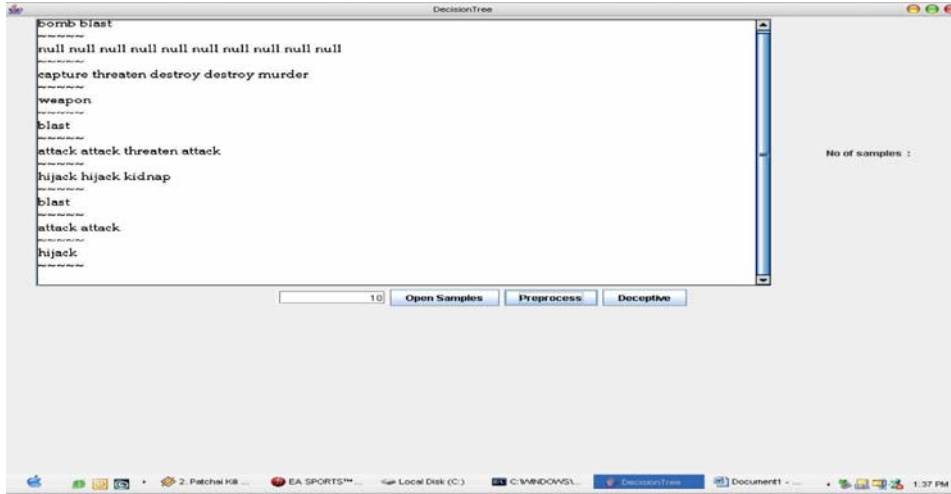 DecisionTree
bomb blast
~~~~~
null null null null null null null null null null
~~~~~
capture threaten destroy destroy murder
~~~~~
weapon
~~~~~
blast
~~~~~
attack attack threaten attack
~~~~~
hijack hijack kidnap
~~~~~
blast
~~~~~
attack attack
~~~~~
hijack
~~~~~
No of samples :
10 Open Samples Preprocess Deceptive
2. Patchai Kili ... EA SPORTS™ ... Local Disk (C:) C:\WINDOWS\... DecisionTree Document1 - ... 1:37 PM